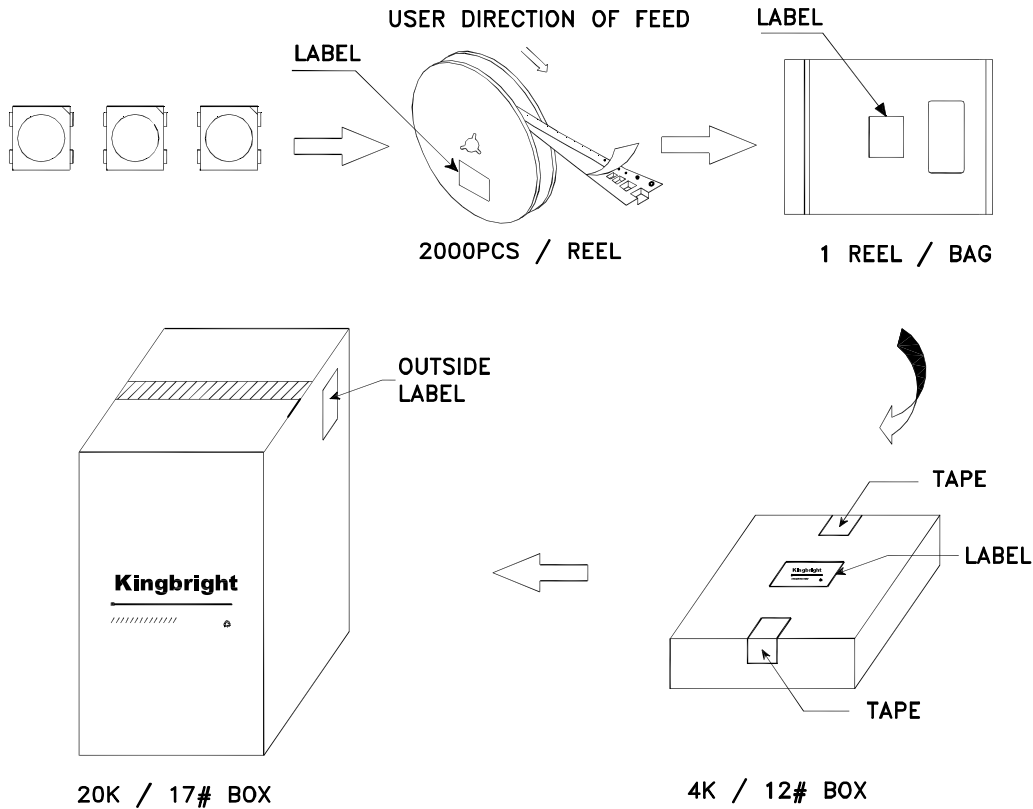 USER DIRECTION OF FEED
LABEL
LABEL
2000PCS / REEL
1 REEL / BAG
OUTSIDE
LABEL
TAPE
LABEL
Kingbright
Kingbright
TAPE
20K / 17# BOX
4K / 12# BOX